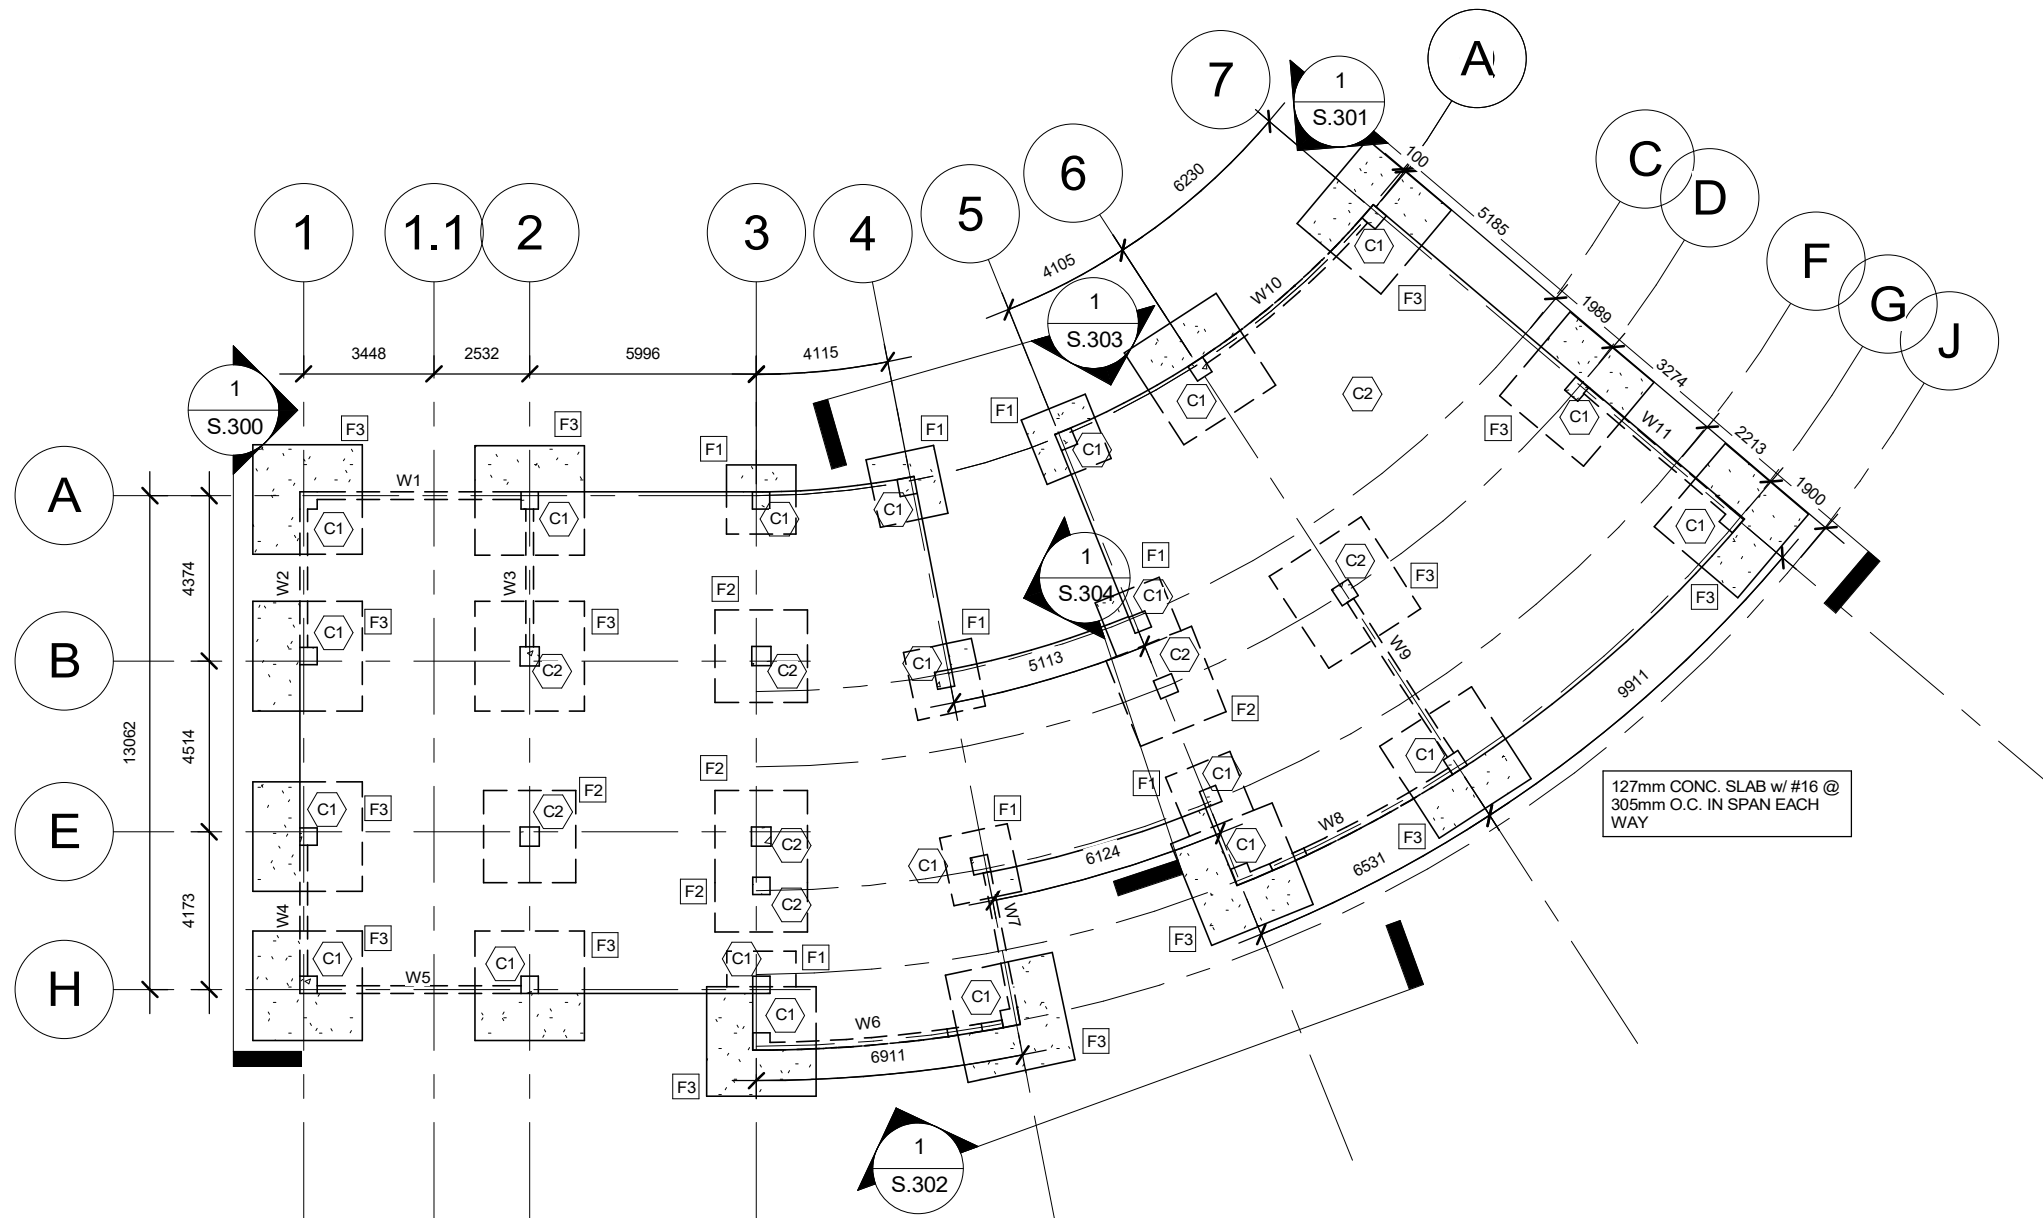 7
1
S.301
A
6
C
D
5
100
5185
6230
1
1.1
2
3
4
F
G
J
4105
1
S.303
1989
3274
2213
1900
3448
2532
5996
4115
1
S.300
C1
F3
W10
C1
C2
F3
C1
W11
F3
F3
F1
F1
F1
C1
A
W1
C1
C1
C1
C1
C1
4374
W2
W3
1
S.304
F1
C1
C2
F3
F3
F3
F3
F2
F1
C1
C2
C2
C1
C2
5113
F2
W9
9911
B
13062
4514
F2
F1
C1
C1
F3
E
C1
F3
C2
F2
C2
F1
C1
6124
C1
W8
F3
6531
127mm CONC. SLAB w/ #16 @
305mm O.C. IN SPAN EACH
WAY
4173
W4
F2
C2
W7
F3
H
C1
F3
C1
F3
C1
F1
W5
C1
C1
W6
6911
F3
F3
1
S.302